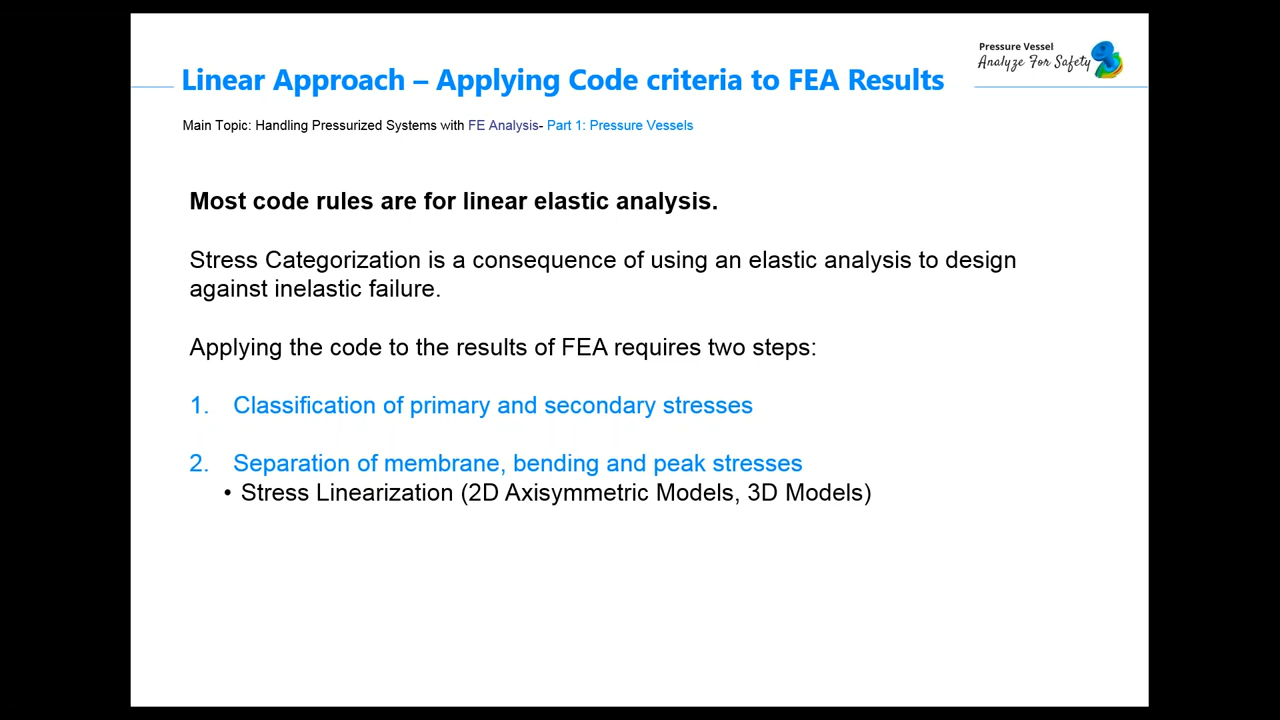 Pressure Vessel
Analyze For Safety
Linear Approach – Applying Code criteria to FEA Results
Main Topic: Handling Pressurized Systems with FE Analysis- Part 1: Pressure Vessels
Most code rules are for linear elastic analysis.
Stress Categorization is a consequence of using an elastic analysis to design
against inelastic failure.
Applying the code to the results of FEA requires two steps:
1. Classification of primary and secondary stresses
2. Separation of membrane, bending and peak stresses
• Stress Linearization (2D Axisymmetric Models, 3D Models)